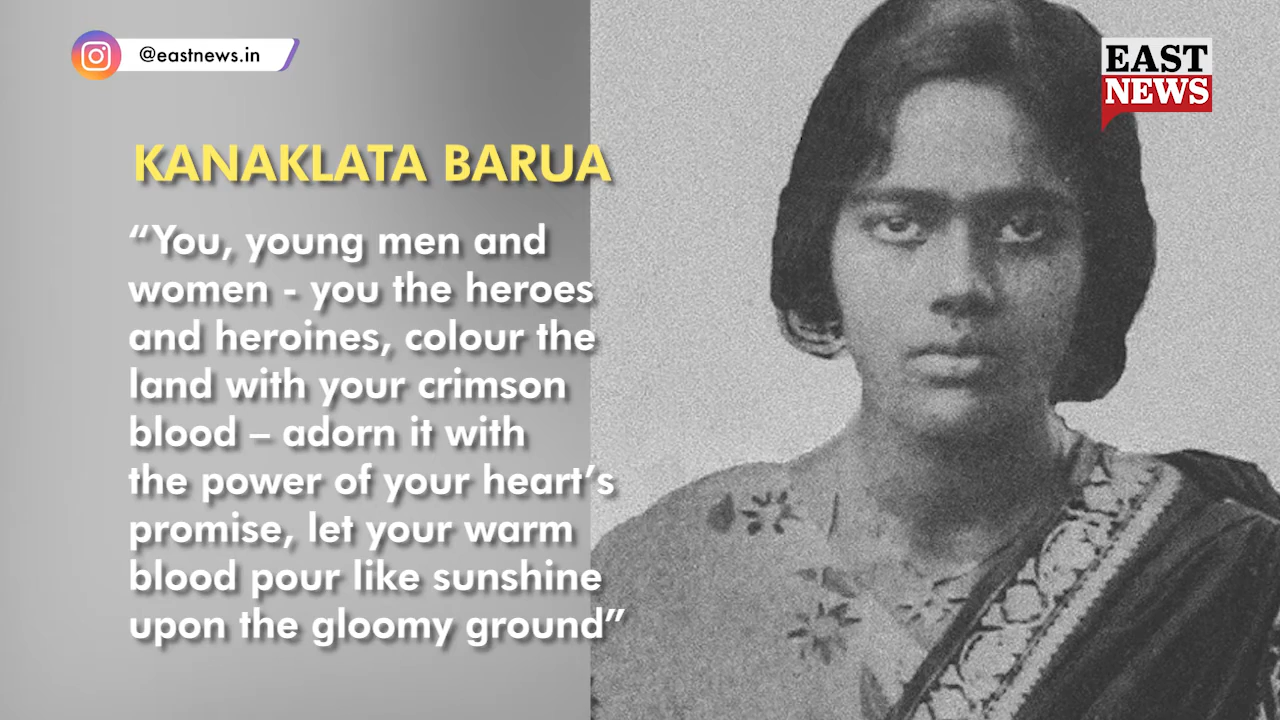 @eastnews.in
EAST
NEWS
KANAKLATA BARUA
“You, young men and
women - you the heroes
and heroines, colour the
land with your crimson
blood – adorn it with
the power of your heart’s
promise, let your warm
blood pour like sunshine
upon the gloomy ground”